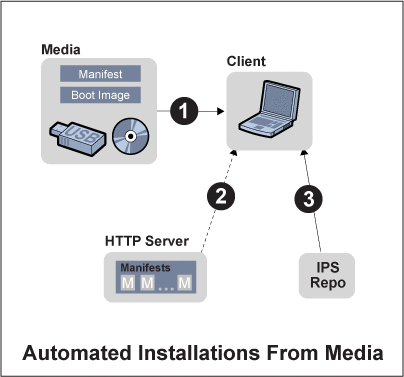 Media
Manifest
Boot Image
USB
1
Client
2
3
HTTP Server
Manifests
M M ... M
IPS
Repo
Automated Installations From Media